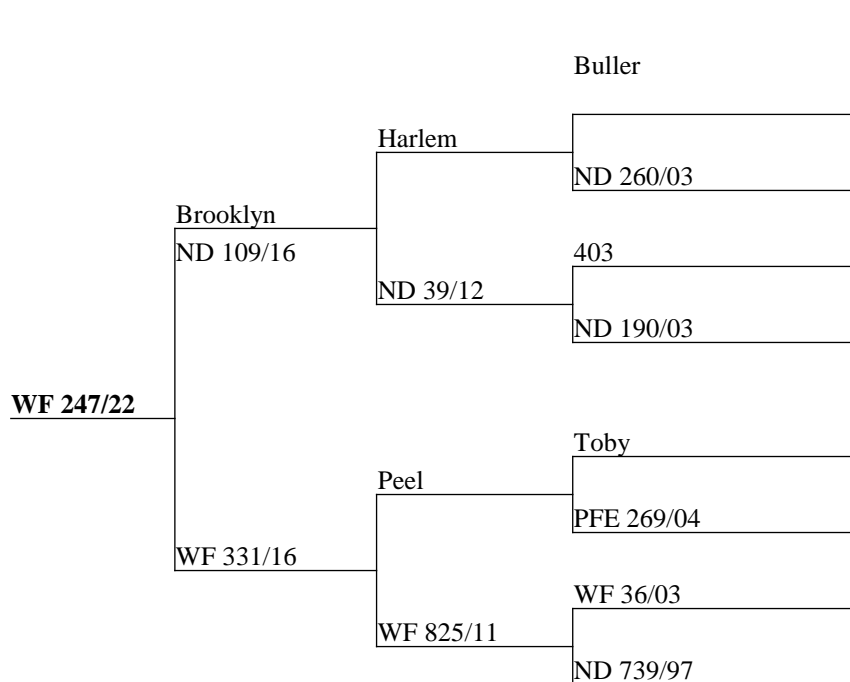 Buller
Harlem
ND 260/03
Brooklyn
ND 109/16
403
ND 39/12
ND 190/03
WF 247/22
Toby
Peel
PFE 269/04
WF 331/16
WF 36/03
WF 825/11
ND 739/97